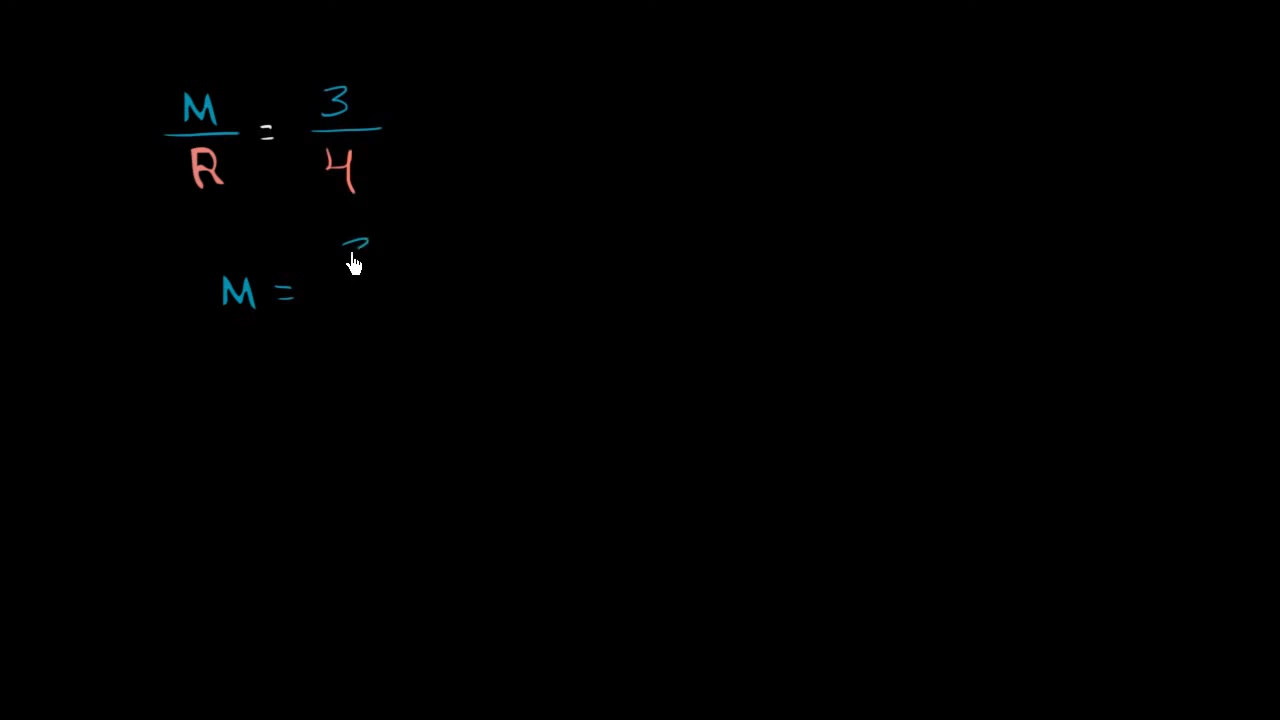 M/R = 3/4
M =